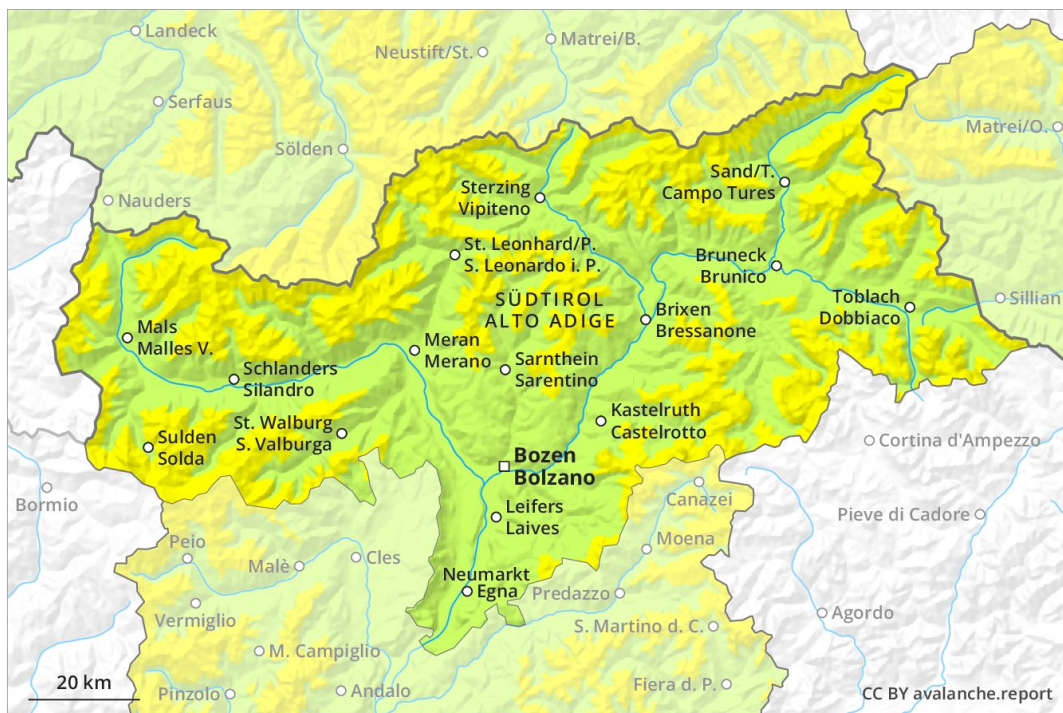 Landeck
Matrei/B.
Neustift/St.
Serfaus
Matrei/O.
Sölden
Sand/T.
Campo Tures
Sterzing
Vipiteno
Nauders
St. Leonhard/P.
S. Leonardo i. P.
Bruneck
Brunico
SÜDTIROL
ALTO ADIGE
Toblach
Dobbiaco
Sillian
Brixen
Bressanone
Mals
Malles V.
Meran
Merano
Schlanders
Silandro
Sarnthein
Sarentino
St. Walburg
S. Valburga
Kastelruth
Castelrotto
Sulden
Solda
Cortina d'Ampezzo
Bozen
Bolzano
Bormio
Canazei
Leifers
Laives
Pieve di Cadore
Moena
Peio
Cles
Malè
Neumarkt
Egna
Predazzo
Vermiglio
Agordo
S. Martino d. C.
M. Campiglio
20 km
Pinzolo
Andalo
Fiera d. P.
CC BY avalanche.report